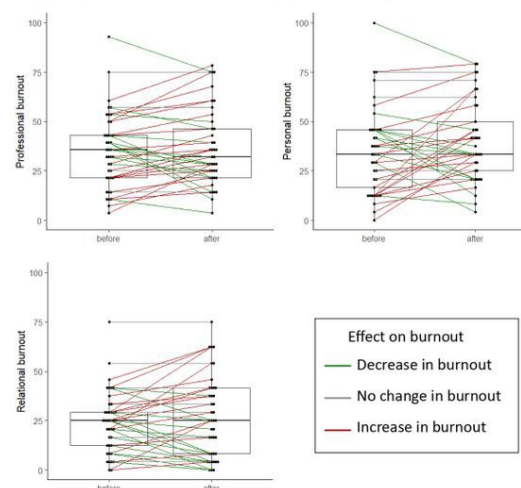 Professional burnout
100
75
50
25
0
before
after
Personal burnout
100
75
50
25
0
before
after
Relational burnout
100
75
50
25
0
before
after
Effect on burnout
Decrease in burnout
No change in burnout
Increase in burnout